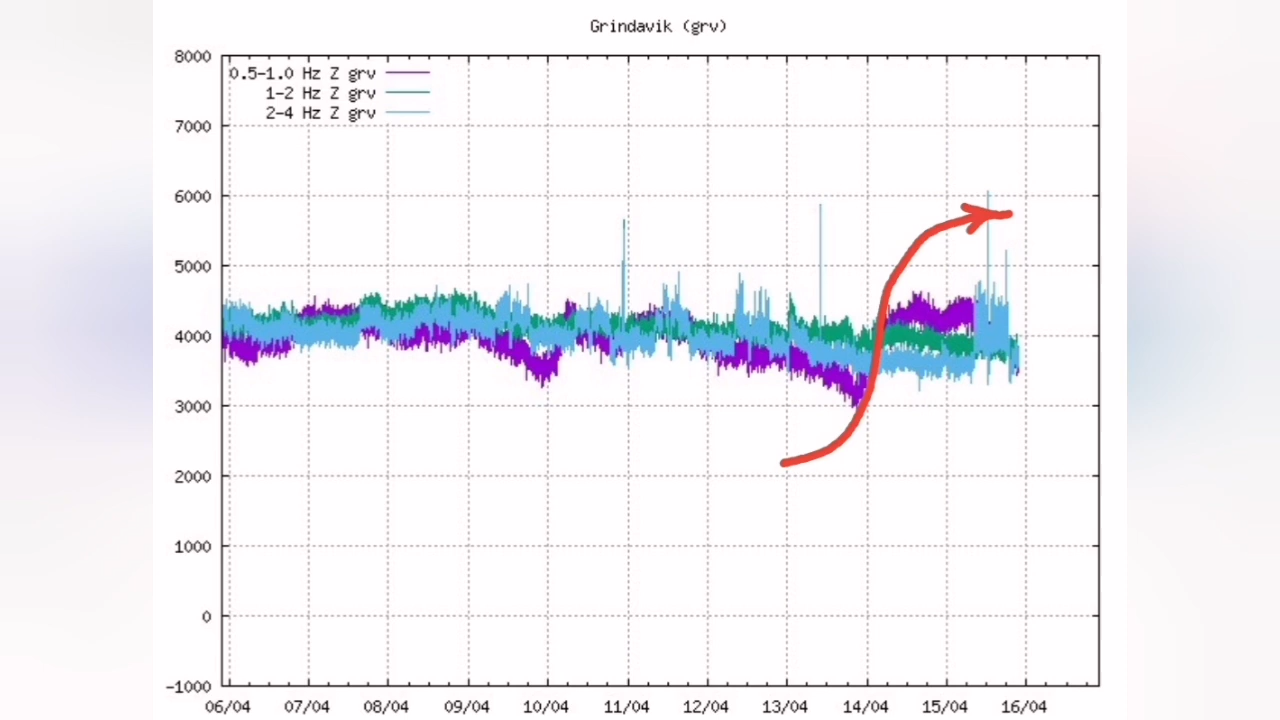 Grindavik (grv)
8000
0.5-1.0 Hz Z grv
1-2 Hz Z grv
2-4 Hz Z grv
7000
6000
5000
4000
3000
2000
1000
0
-1000
06/04 07/04 08/04 09/04 10/04 11/04 12/04 13/04 14/04 15/04 16/04